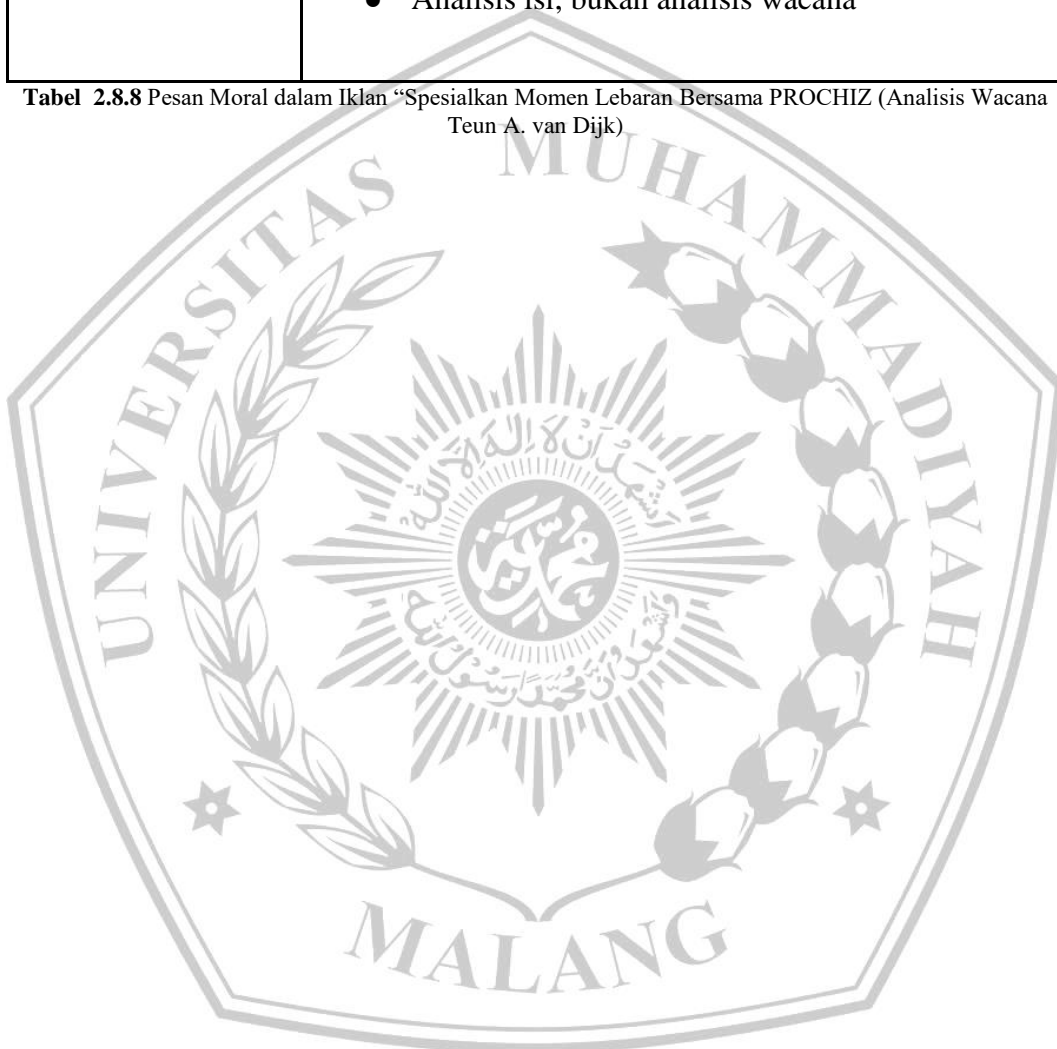 ● Analisis isi, bukan analisis wacana
Tabel 2.8.8 Pesan Moral dalam Iklan “Spesialkan Momen Lebaran Bersama PROCHIZ (Analisis Wacana
Teun A. van Dijk)
UNIVERSITAS MUHAMMADIYAH
MALANG